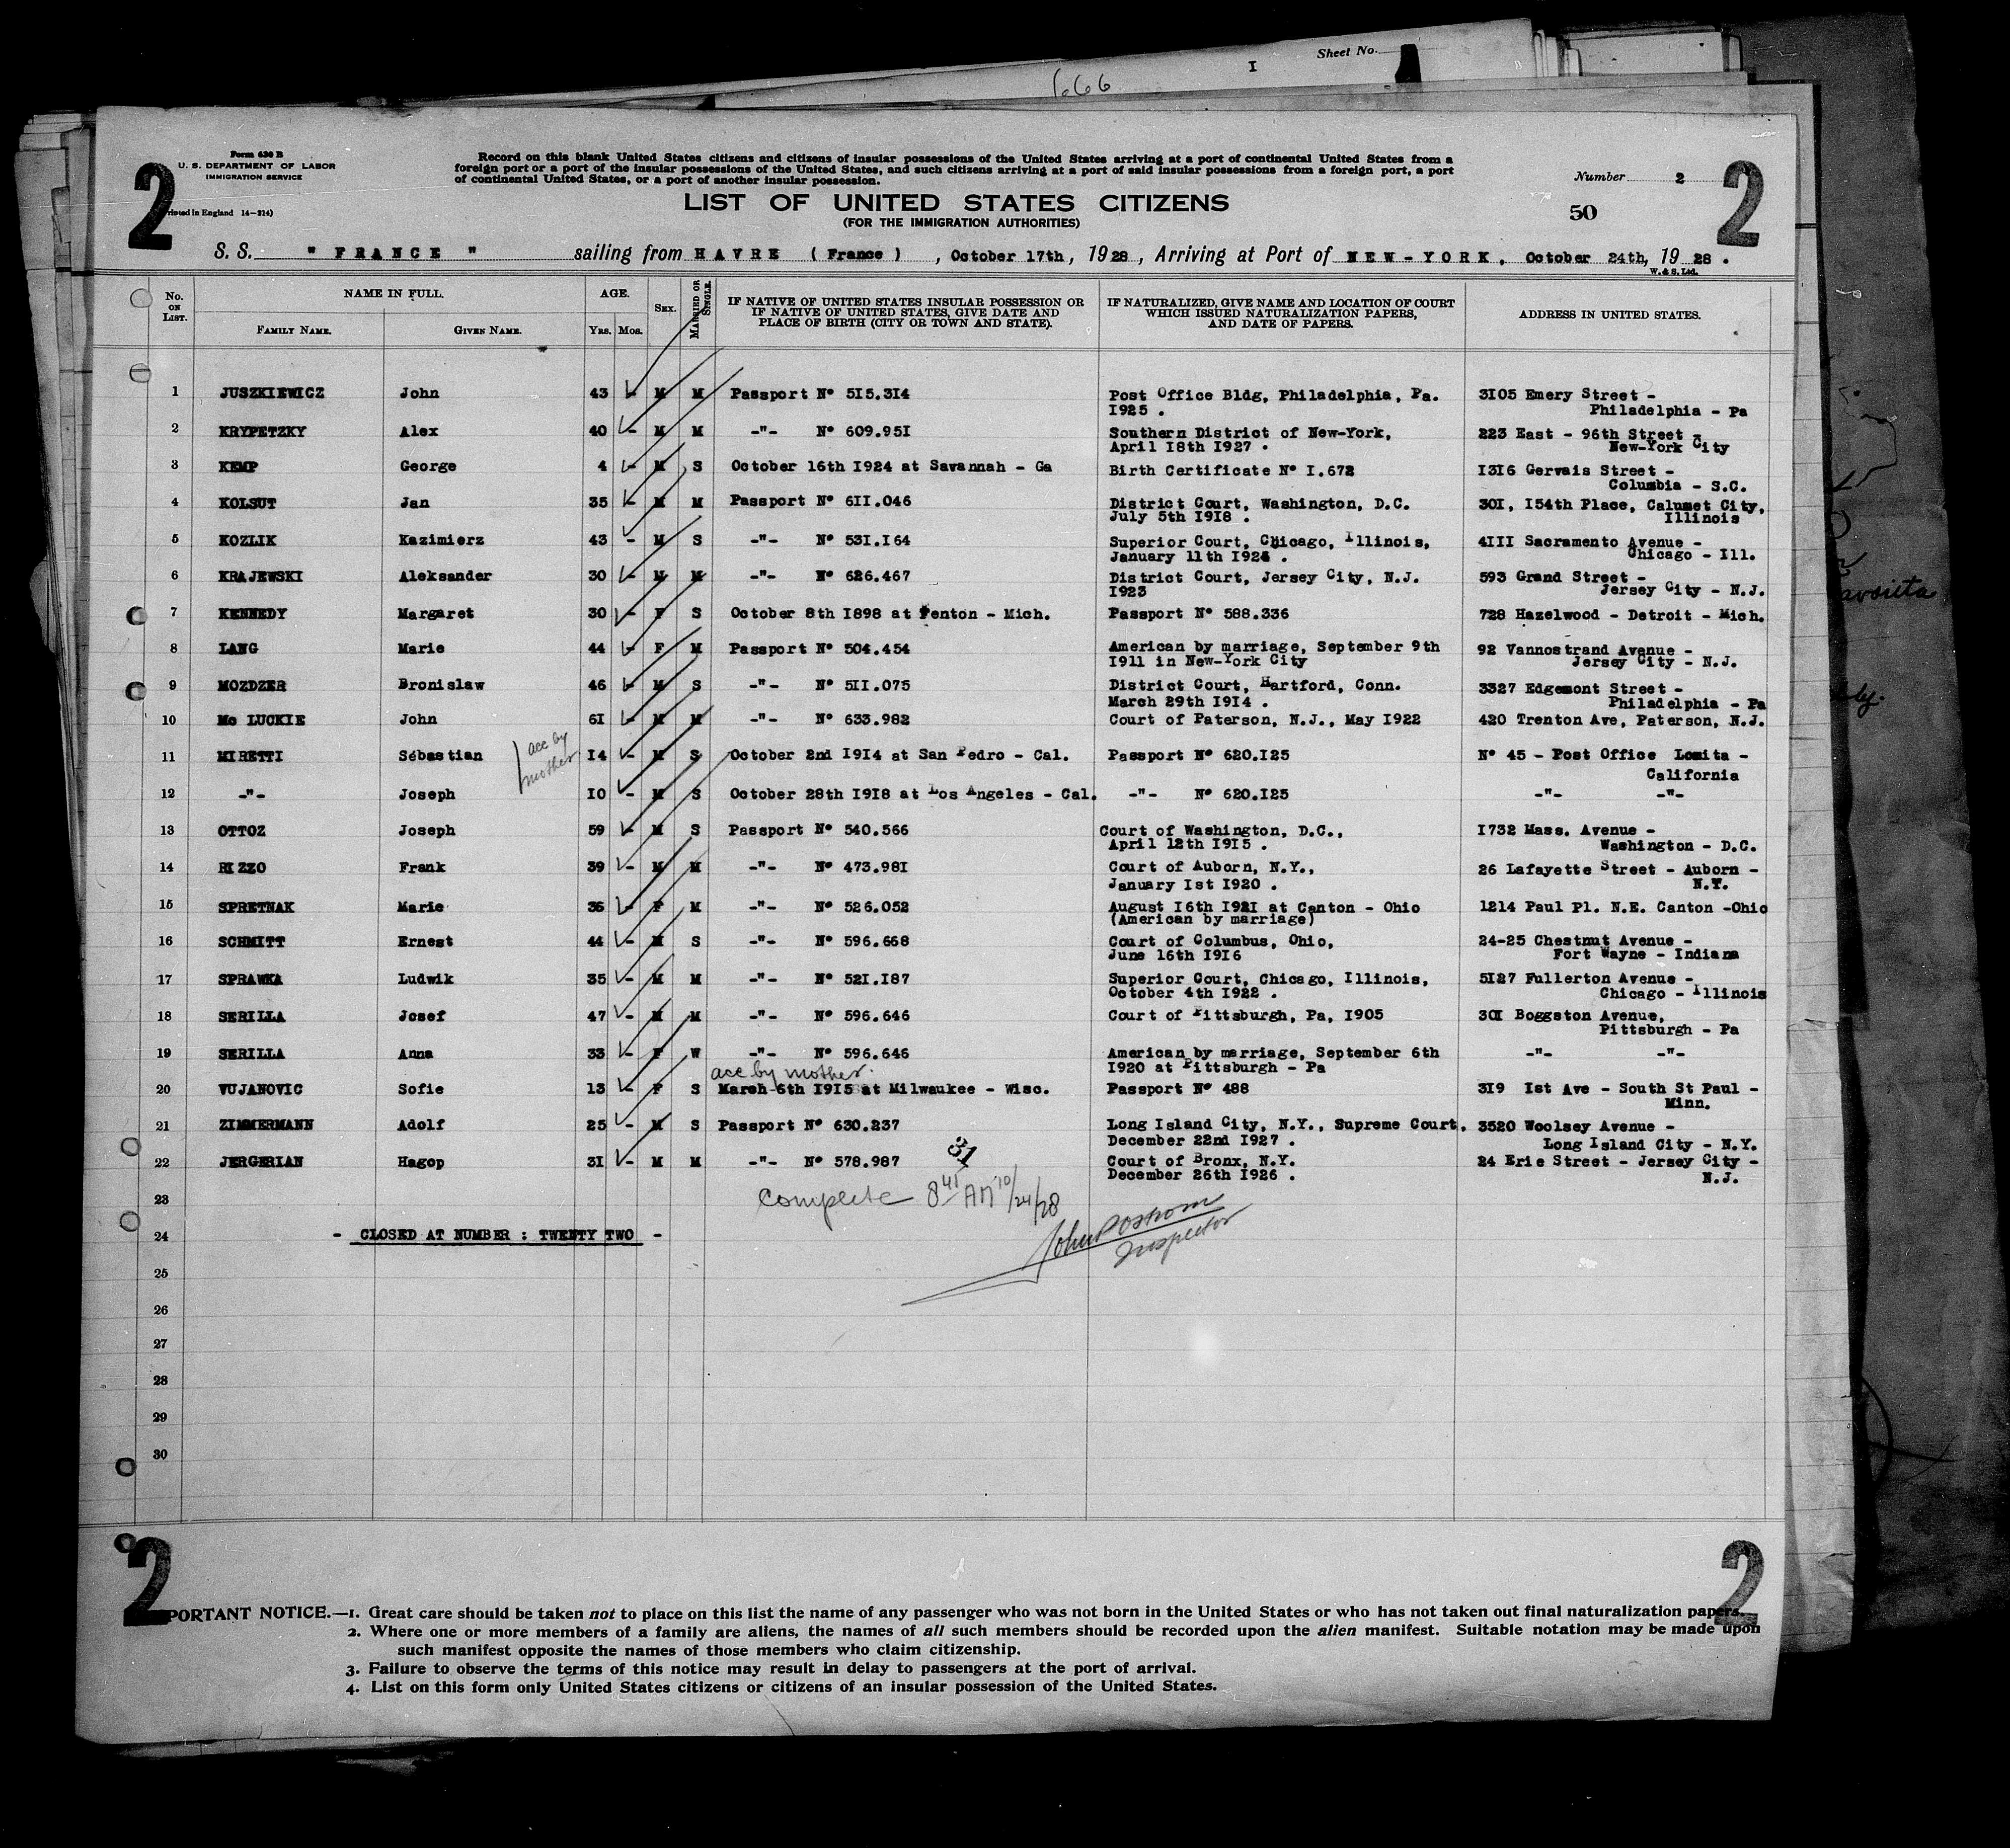 Sheet No.
I
666
2
Form 630 B
U. S. DEPARTMENT OF LABOR
IMMIGRATION SERVICE
Printed in England 14-214)
Record on this blank United States citizens and citizens of insular possessions of the United States arriving at a port of continental United States from a
foreign port or a port of the insular possessions of the United States, and such citizens arriving at a port of said insular possessions from a foreign port, a port
of continental United States, or a port of another insular possession.
Number 2
2
LIST OF UNITED STATES CITIZENS
(FOR THE IMMIGRATION AUTHORITIES)
50
S. S. " FRANCE " sailing from HAVRE ( France ) , October 17th, 1928, Arriving at Port of NEW-YORK, October 24th, 1928.
W. & S. Ltd.
No. ON LIST. NAME IN FULL. AGE. SEX. MARRIED OR SINGLE. IF NATIVE OF UNITED STATES INSULAR POSSESSION OR IF NATIVE OF UNITED STATES, GIVE DATE AND PLACE OF BIRTH (CITY OR TOWN AND STATE). IF NATURALIZED, GIVE NAME AND LOCATION OF COURT WHICH ISSUED NATURALIZATION PAPERS, AND DATE OF PAPERS. ADDRESS IN UNITED STATES.
FAMILY NAME. GIVEN NAME. YRS. MOS.
1 JUSZKIEWICZ John 43 - M M Passport N° 515.314 Post Office Bldg, Philadelphia, Pa. 3105 Emery Street -
1925 . Philadelphia - Pa
2 KRYPETZKY Alex 40 - M M -"- N° 609.951 Southern District of New-York, 223 East - 96th Street -
April 18th 1927 . New-York City
3 KEMP George 4 - M S October 16th 1924 at Savannah - Ga Birth Certificate N° 1.672 1316 Gervais Street -
Columbia - S.C.
4 KOLSUT Jan 35 - M M Passport N° 611.046 District Court, Washington, D.C. 301, 154th Place, Calumet City,
July 5th 1918 . Illinois
5 KOZLIK Kazimierz 43 - M S -"- N° 531.164 Superior Court, Chicago, Illinois, 4111 Sacramento Avenue -
January 11th 1926 . Chicago - Ill.
6 KRAJEWSKI Aleksander 30 - M M -"- N° 626.467 District Court, Jersey City, N.J. 593 Grand Street -
1923 Jersey City - N.J.
7 KENNEDY Margaret 30 - F S October 8th 1898 at Fenton - Mich. Passport N° 588.336 728 Hazelwood - Detroit - Mich.
8 LANG Marie 44 - F M Passport N° 504.454 American by marriage, September 9th 92 Vannostrand Avenue -
1911 in New-York City Jersey City - N.J.
9 MOZDZER Bronislaw 46 - M S -"- N° 511.075 District Court, Hartford, Conn. 3327 Edgemont Street -
March 29th 1914 . Philadelphia - Pa
10 Mc LUCKIE John 61 - M M -"- N° 633.982 Court of Paterson, N.J., May 1922 420 Trenton Ave, Paterson, N.J.
acc by
mother
11 MIRETTI Sébastian 14 - M S October 2nd 1914 at San Pedro - Cal. Passport N° 620.125 N° 45 - Post Office Lomita -
California
12 -"- Joseph 10 - M S October 28th 1918 at Los Angeles - Cal. -"- N° 620.125 -"- -"-
13 OTTOZ Joseph 59 - M S Passport N° 540.566 Court of Washington, D.C., 1732 Mass. Avenue -
April 12th 1915 . Washington - D.C.
14 RIZZO Frank 39 - M M -"- N° 473.981 Court of Auborn, N.Y., 26 Lafayette Street - Auborn -
January 1st 1920 . N.Y.
15 SPRETNAK Marie 36 - F M -"- N° 526.052 August 16th 1921 at Canton - Ohio 1214 Paul Pl. N.E. Canton -Ohio
(American by marriage)
16 SCHMITT Ernest 44 - M S -"- N° 596.668 Court of Columbus, Ohio, 24-25 Chestnut Avenue -
June 16th 1916 Fort Wayne - Indiana
17 SPRAWKA Ludwik 35 - M M -"- N° 521.187 Superior Court, Chicago, Illinois, 5127 Fullerton Avenue -
October 4th 1922 . Chicago - Illinois
18 SERILLA Josef 47 - M M -"- N° 596.646 Court of Pittsburgh, Pa, 1905 301 Boggston Avenue,
Pittsburgh - Pa
19 SERILLA Anna 33 - F W -"- N° 596.646 American by marriage, September 6th -"- -"-
1920 at Pittsburgh - Pa
acc by mother.
20 VUJANOVIC Sofie 13 - F S March 6th 1915 at Milwaukee - Wisc. Passport N° 488 319 1st Ave - South St Paul -
Minn.
21 ZIMMERMANN Adolf 25 - M S Passport N° 630.237 Long Island City, N.Y., Supreme Court, 3520 Woolsey Avenue -
December 22nd 1927 . Long Island City - N.Y.
31
22 JERGERIAN Hagop 31 - M M -"- N° 578.987 Court of Bronx, N.Y. 24 Erie Street - Jersey City -
December 26th 1926 . N.J.
23 Complete 8 41 AM 10/24/28
24 - CLOSED AT NUMBER : TWENTY TWO -
John
Inspector
25
26
27
28
29
30
2
2
PORTANT NOTICE.—1. Great care should be taken not to place on this list the name of any passenger who was not born in the United States or who has not taken out final naturalization papers.
2. Where one or more members of a family are aliens, the names of all such members should be recorded upon the alien manifest. Suitable notation may be made upon
such manifest opposite the names of those members who claim citizenship.
3. Failure to observe the terms of this notice may result in delay to passengers at the port of arrival.
4. List on this form only United States citizens or citizens of an insular possession of the United States.